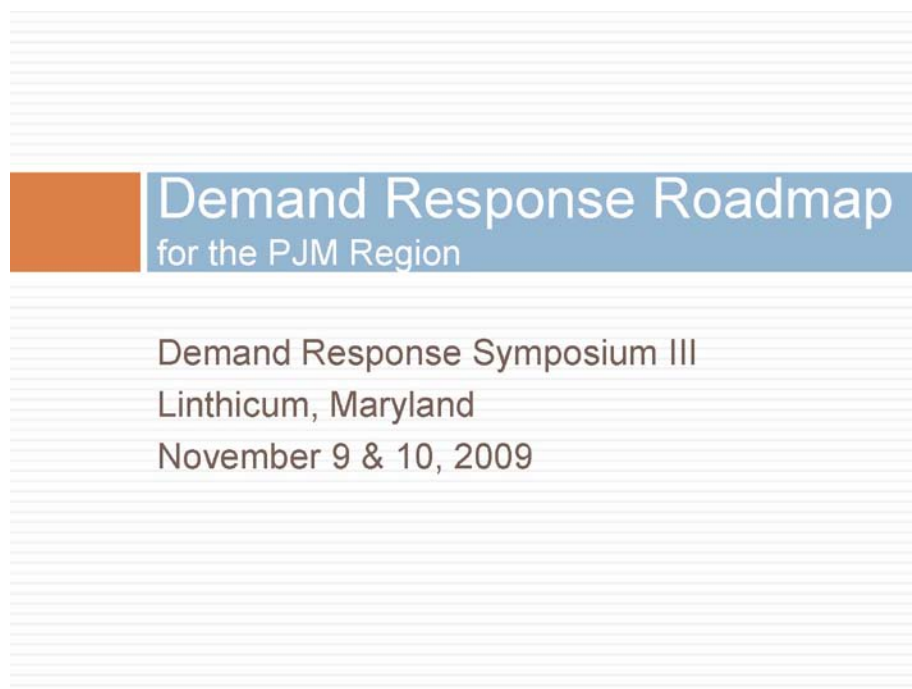 Demand Response Roadmap
for the PJM Region
Demand Response Symposium III
Linthicum, Maryland
November 9 & 10, 2009